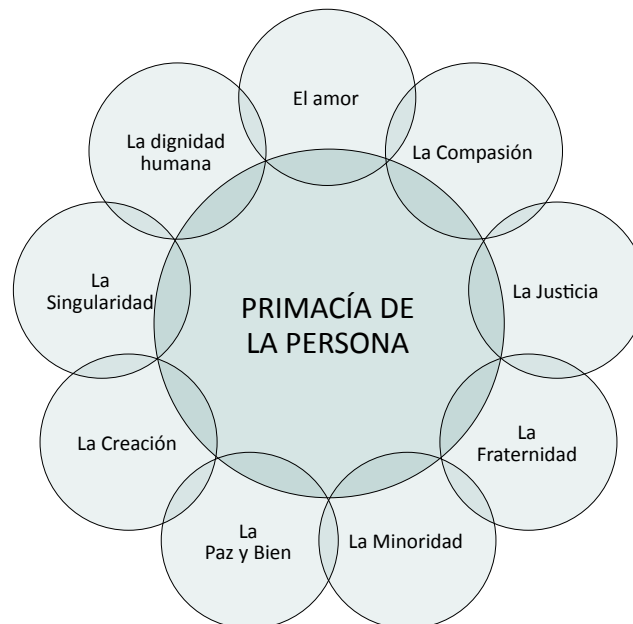 El amor
La Compasión
La Justicia
La
Fraternidad
La Minoridad
La
Paz y Bien
La Creación
La
Singularidad
La dignidad
humana
PRIMACÍA DE
LA PERSONA